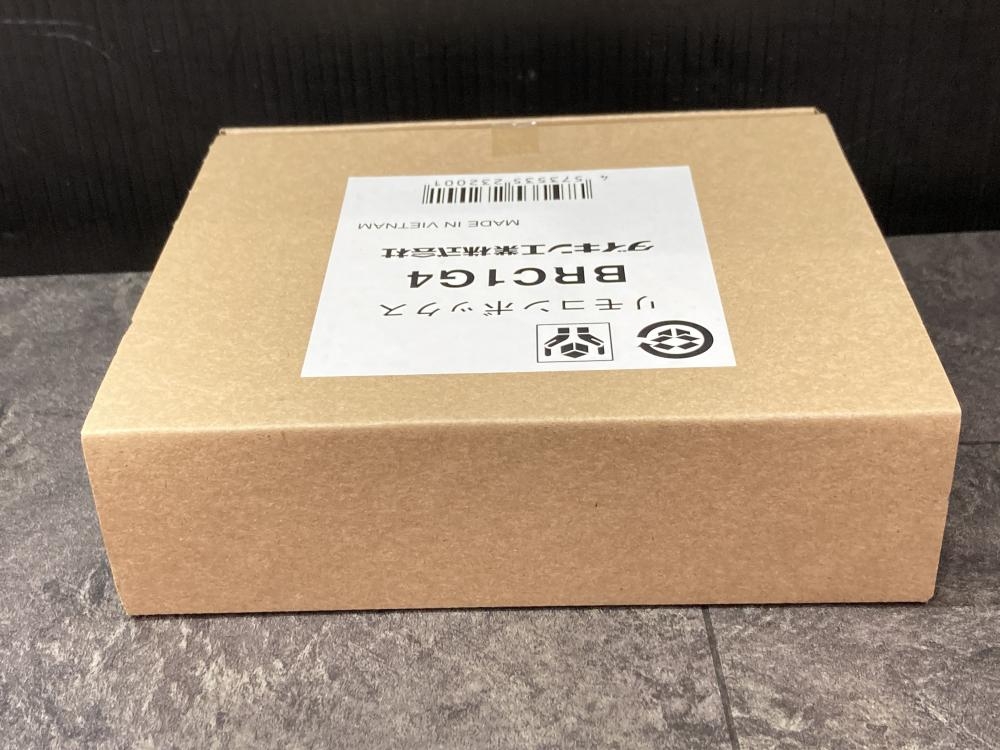 リモコンボックス
BRC1G4
ダイキン工業株式会社
MADE IN VIETNAM
4 573535 232001